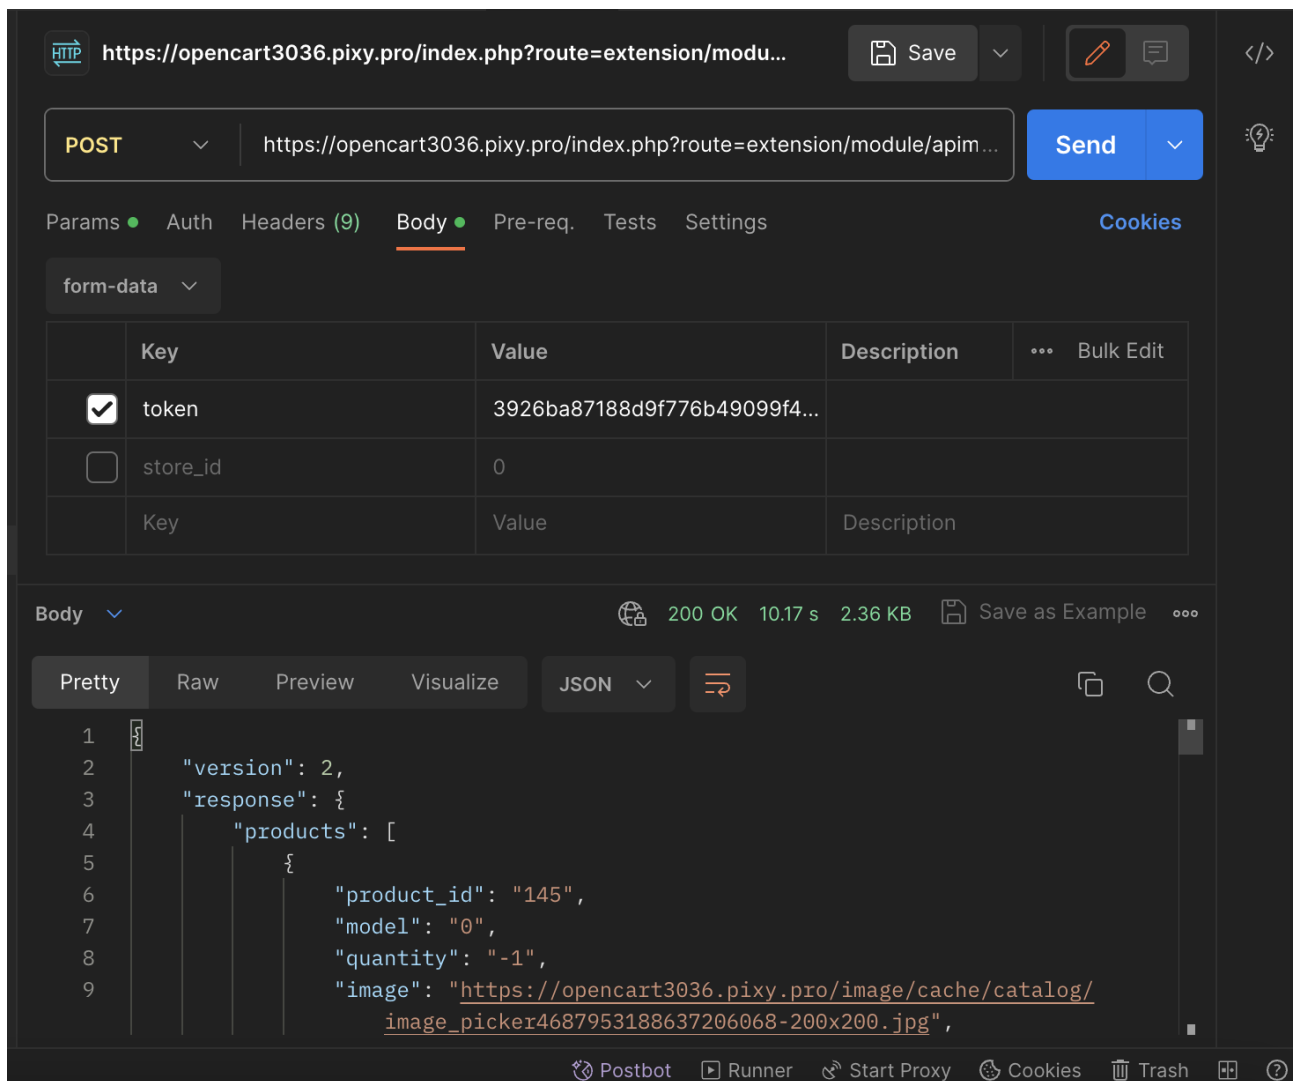 HTTP https://opencart3036.pixy.pro/index.php?route=extension/modu... Save
POST https://opencart3036.pixy.pro/index.php?route=extension/module/apim... Send
Params Auth Headers (9) Body Pre-req. Tests Settings Cookies
form-data
Key Value Description Bulk Edit
token 3926ba87188d9f776b49099f4...
store_id 0
Key Value Description
Body 200 OK 10.17 s 2.36 KB Save as Example
Pretty Raw Preview Visualize JSON
1 {
2 "version": 2,
3 "response": {
4 "products": [
5 {
6 "product_id": "145",
7 "model": "0",
8 "quantity": "-1",
9 "image": "https://opencart3036.pixy.pro/image/cache/catalog/
image_picker4687953188637206068-200x200.jpg",
Postbot Runner Start Proxy Cookies Trash